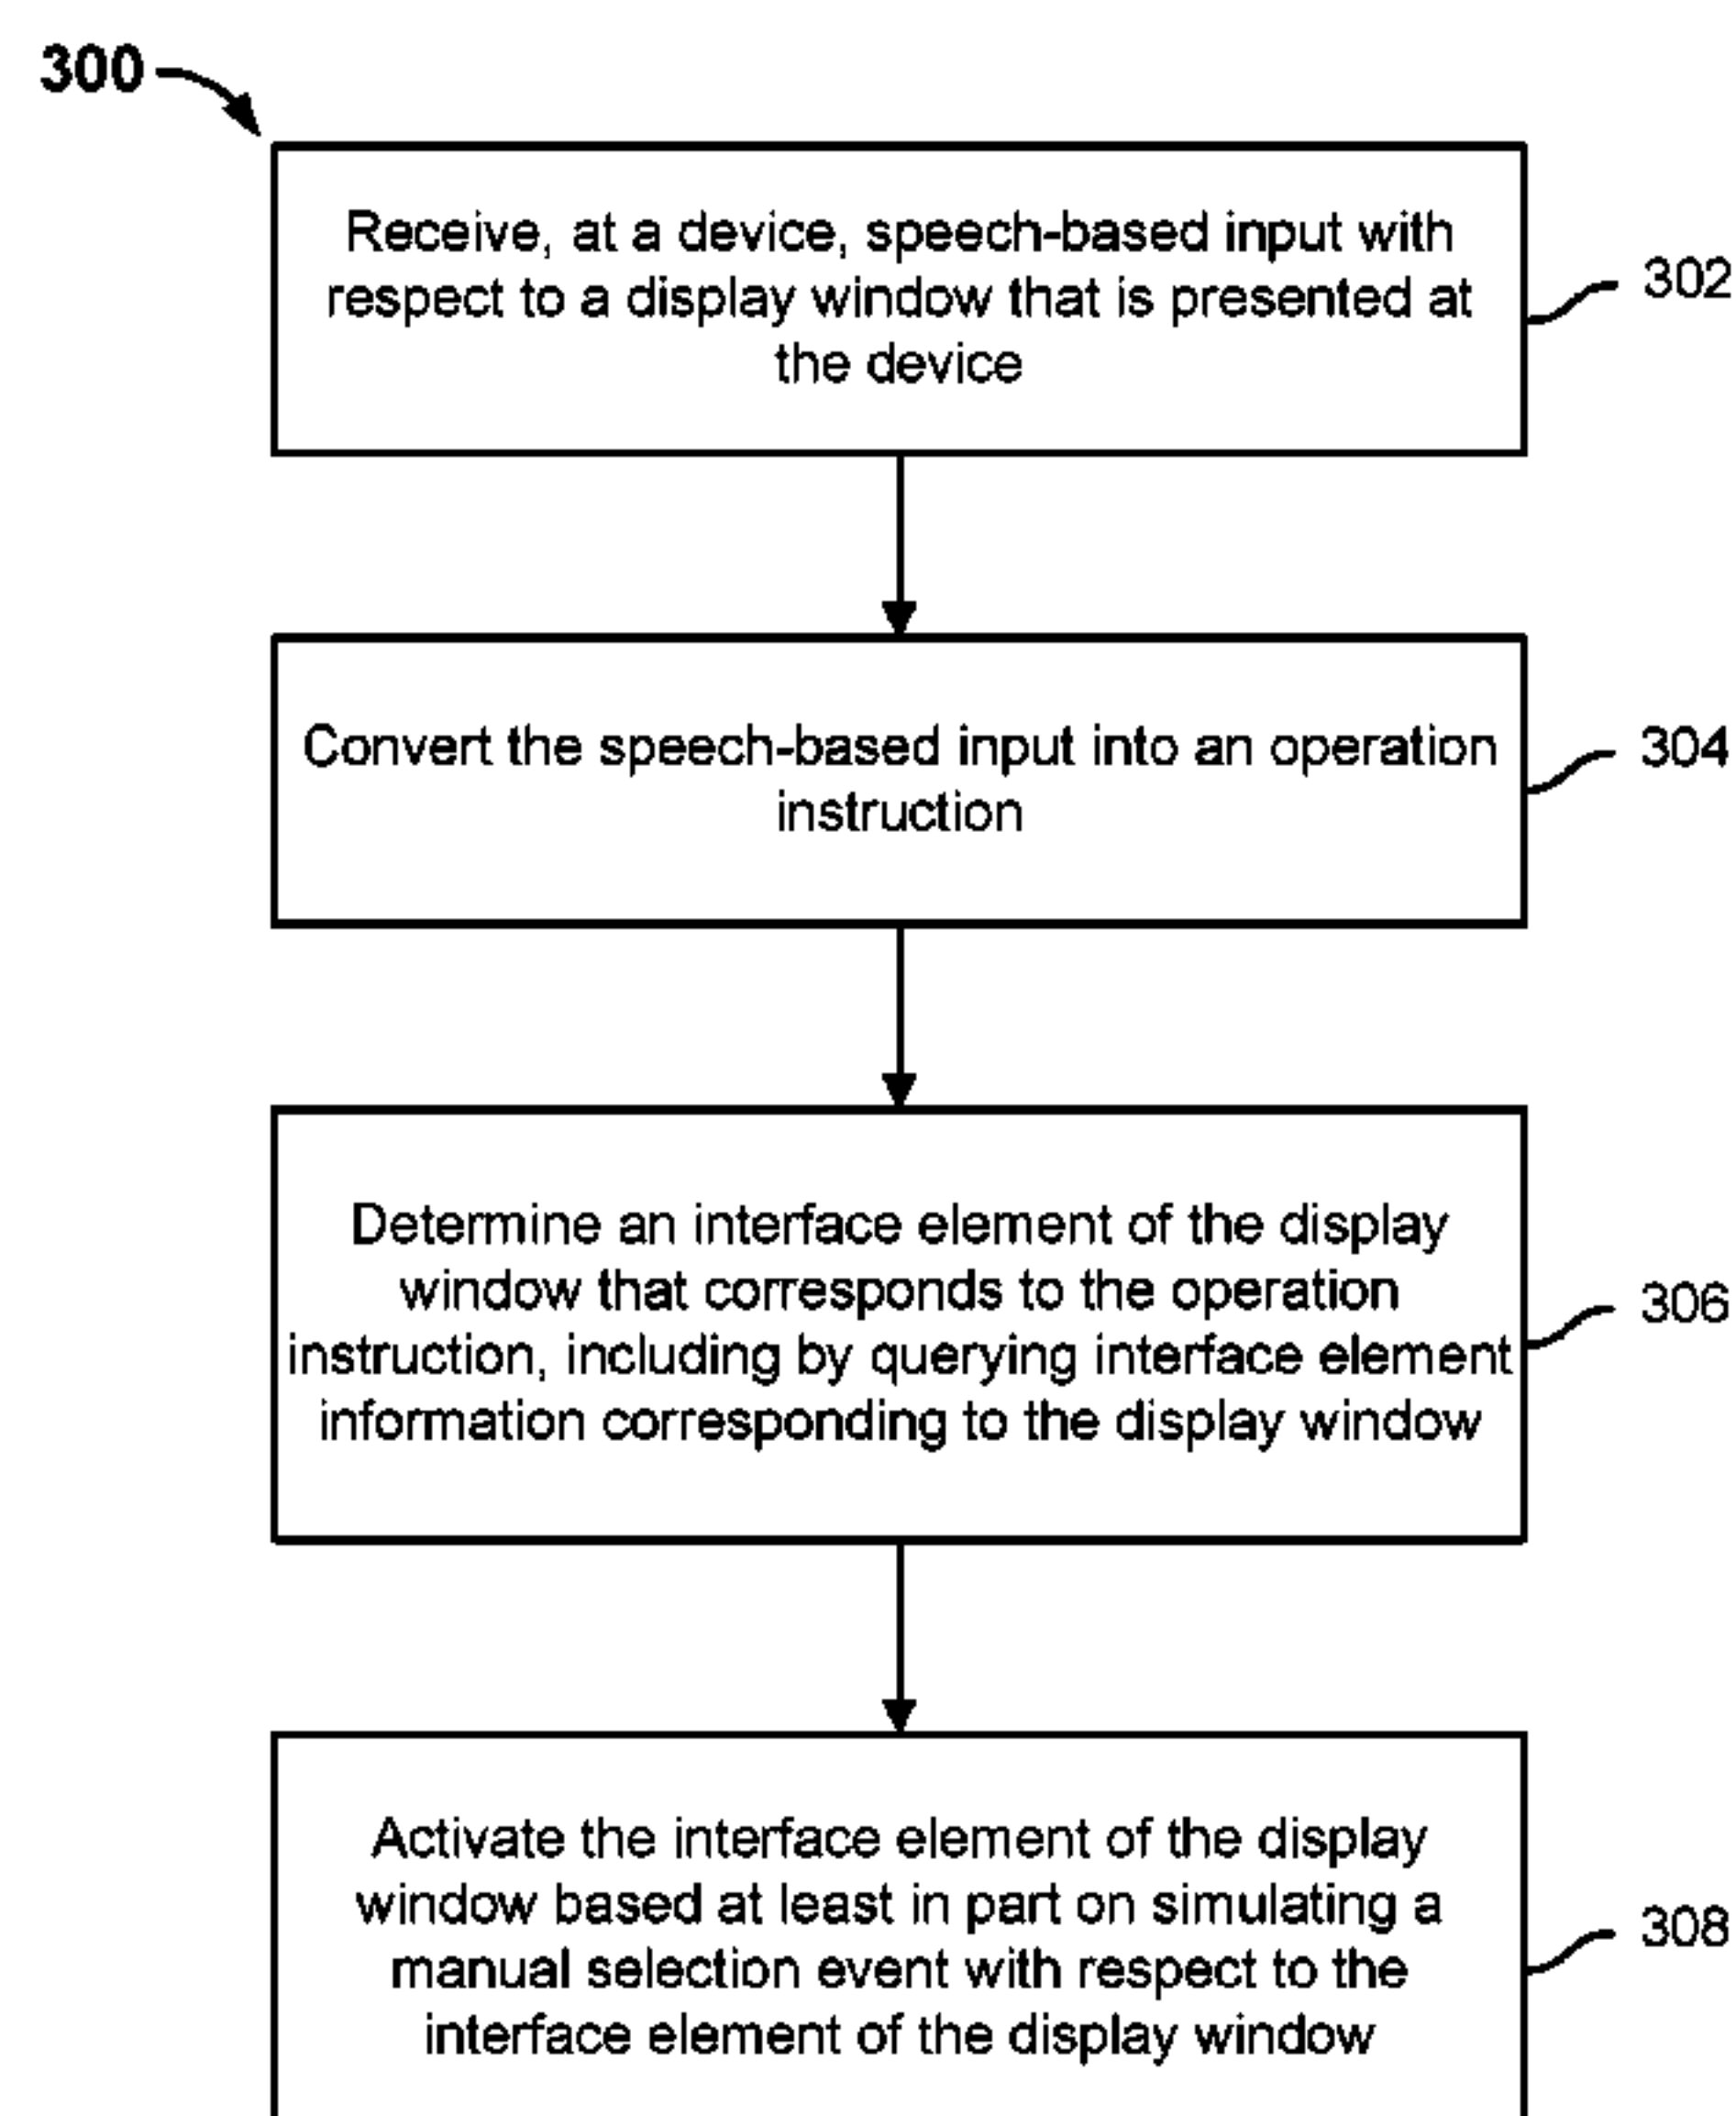 300
Receive, at a device, speech-based input with
respect to a display window that is presented at
the device
302
Convert the speech-based input into an operation
instruction
304
Determine an interface element of the display
window that corresponds to the operation
instruction, including by querying interface element
information corresponding to the display window
306
Activate the interface element of the display
window based at least in part on simulating a
manual selection event with respect to the
interface element of the display window
308